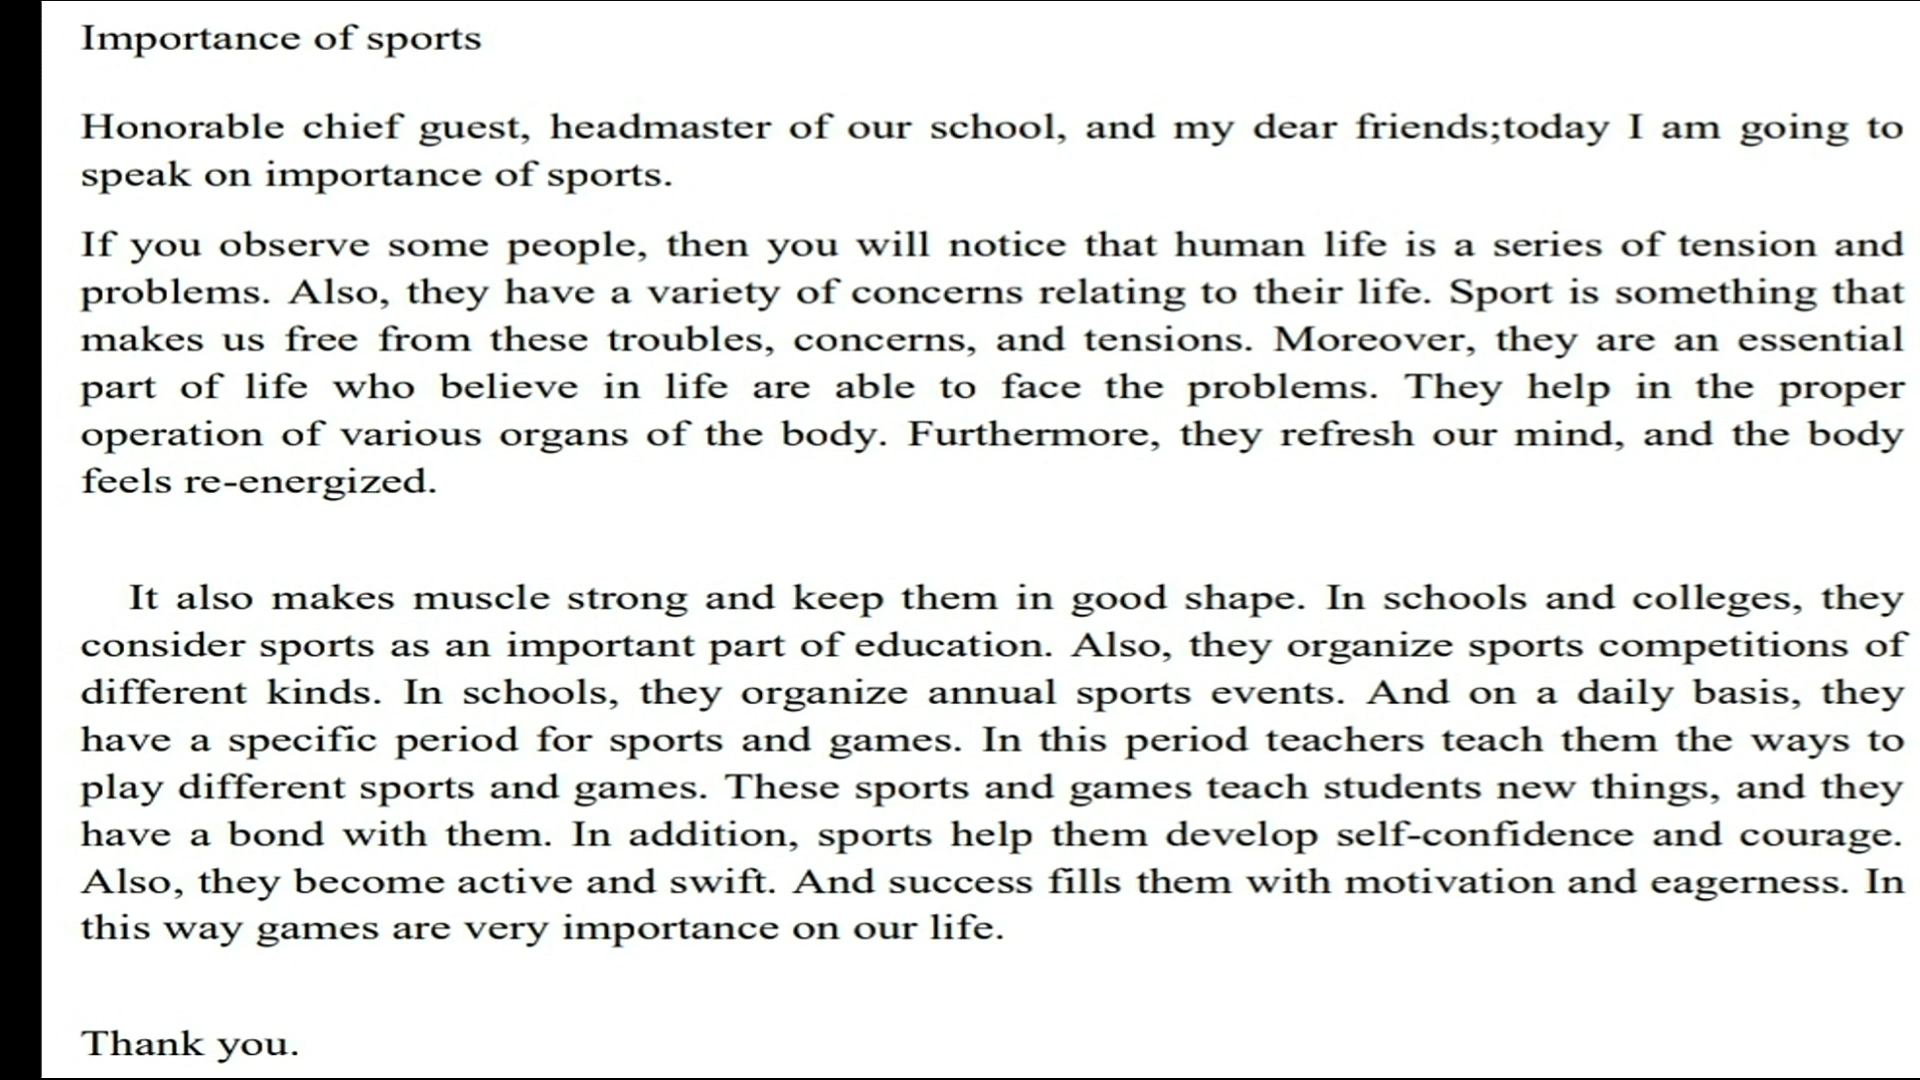 Importance of sports
Honorable chief guest, headmaster of our school, and my dear friends;today I am going to
speak on importance of sports.
If you observe some people, then you will notice that human life is a series of tension and
problems. Also, they have a variety of concerns relating to their life. Sport is something that
makes us free from these troubles, concerns, and tensions. Moreover, they are an essential
part of life who believe in life are able to face the problems. They help in the proper
operation of various organs of the body. Furthermore, they refresh our mind, and the body
feels re-energized.
It also makes muscle strong and keep them in good shape. In schools and colleges, they
consider sports as an important part of education. Also, they organize sports competitions of
different kinds. In schools, they organize annual sports events. And on a daily basis, they
have a specific period for sports and games. In this period teachers teach them the ways to
play different sports and games. These sports and games teach students new things, and they
have a bond with them. In addition, sports help them develop self-confidence and courage.
Also, they become active and swift. And success fills them with motivation and eagerness. In
this way games are very importance on our life.
Thank you.